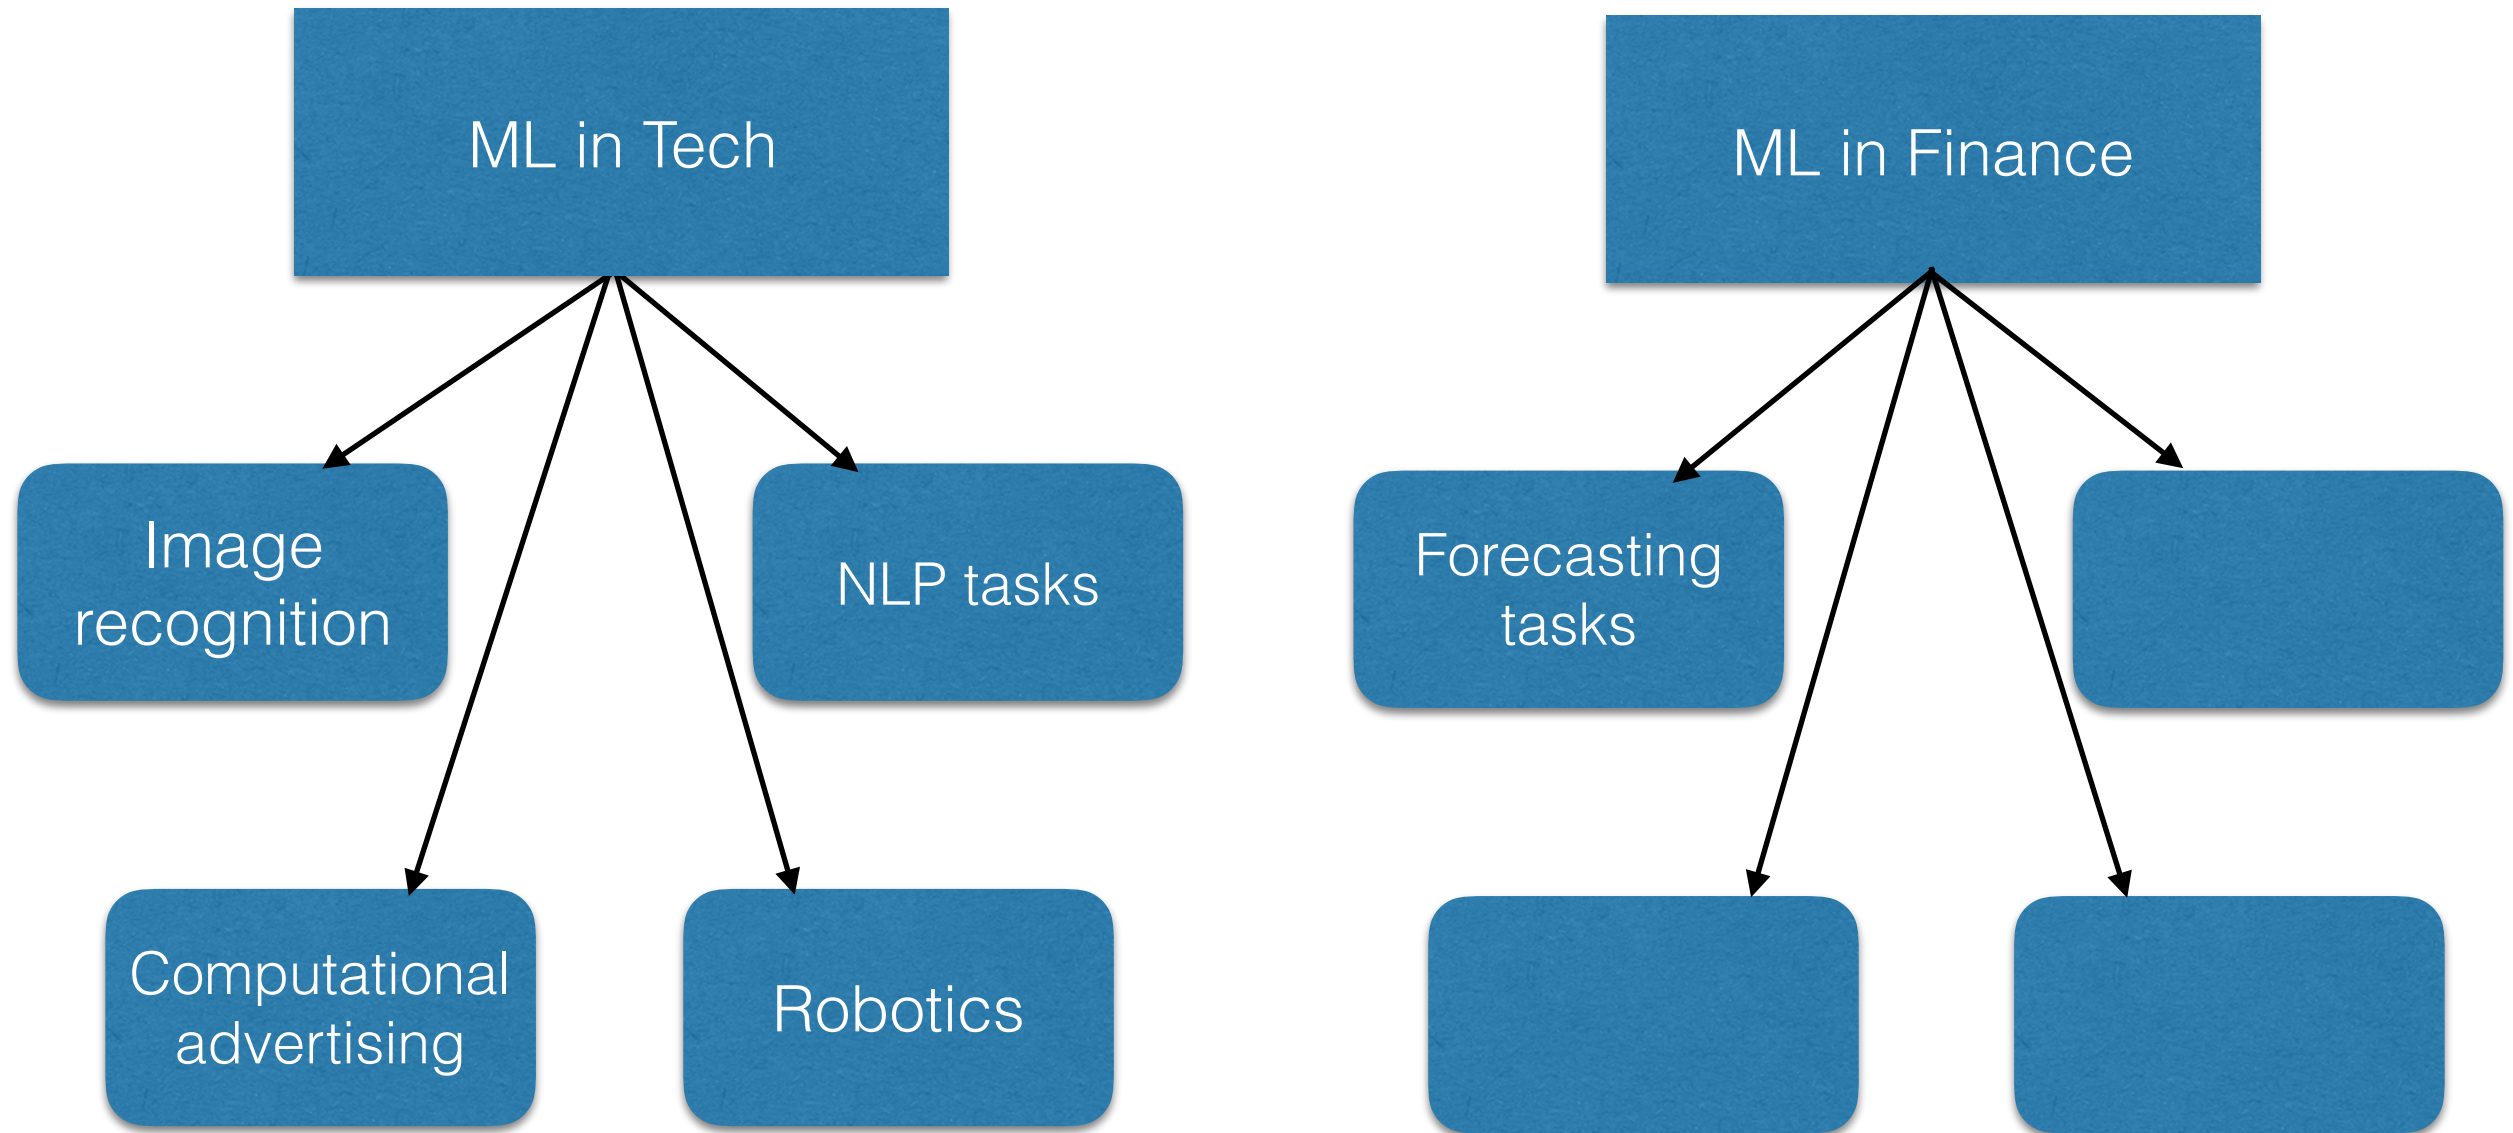 ML in Tech
ML in Finance
Image
recognition
NLP tasks
Forecasting
tasks
Computational
advertising
Robotics